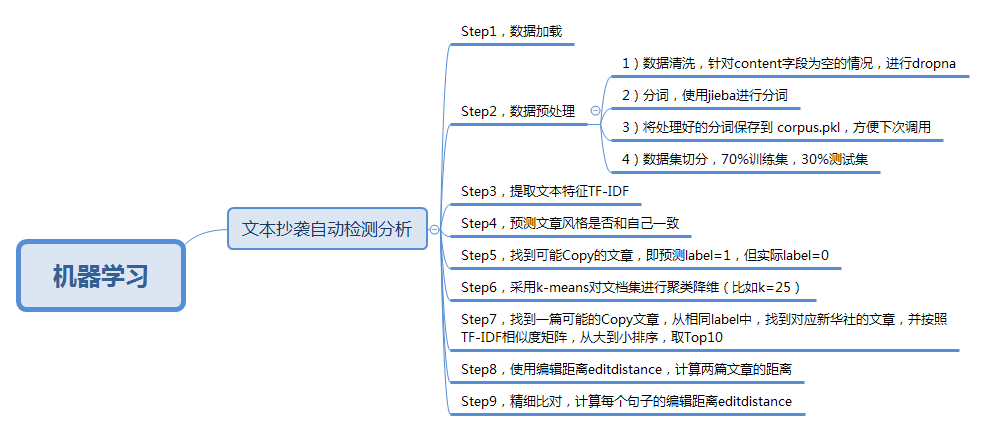 机器学习
文本抄袭自动检测分析
Step1，数据加载
Step2，数据预处理
1）数据清洗，针对content字段为空的情况，进行dropna
2）分词，使用jieba进行分词
3）将处理好的分词保存到 corpus.pkl，方便下次调用
4）数据集切分，70%训练集，30%测试集
Step3，提取文本特征TF-IDF
Step4，预测文章风格是否和自己一致
Step5，找到可能Copy的文章，即预测label=1，但实际label=0
Step6，采用k-means对文档集进行聚类降维（比如k=25）
Step7，找到一篇可能的Copy文章，从相同label中，找到对应新华社的文章，并按照
TF-IDF相似度矩阵，从大到小排序，取Top10
Step8，使用编辑距离editdistance，计算两篇文章的距离
Step9，精细比对，计算每个句子的编辑距离editdistance